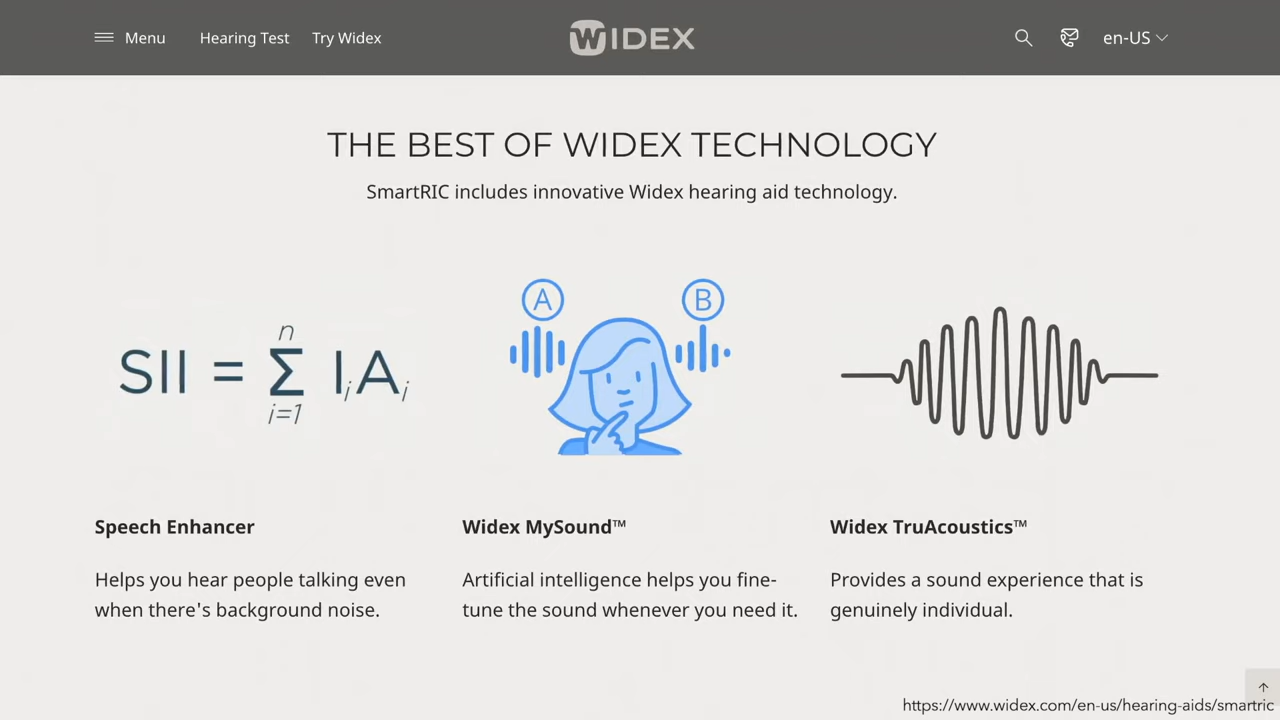 Menu Hearing Test Try Widex WIDEX en-US
THE BEST OF WIDEX TECHNOLOGY
SmartRIC includes innovative Widex hearing aid technology.
A B
n
SII = Σ IᵢAᵢ
i=1
Speech Enhancer
Helps you hear people talking even
when there's background noise.
Widex MySound™
Artificial intelligence helps you fine-
tune the sound whenever you need it.
Widex TruAcoustics™
Provides a sound experience that is
genuinely individual.
https://www.widex.com/en-us/hearing-aids/smartric